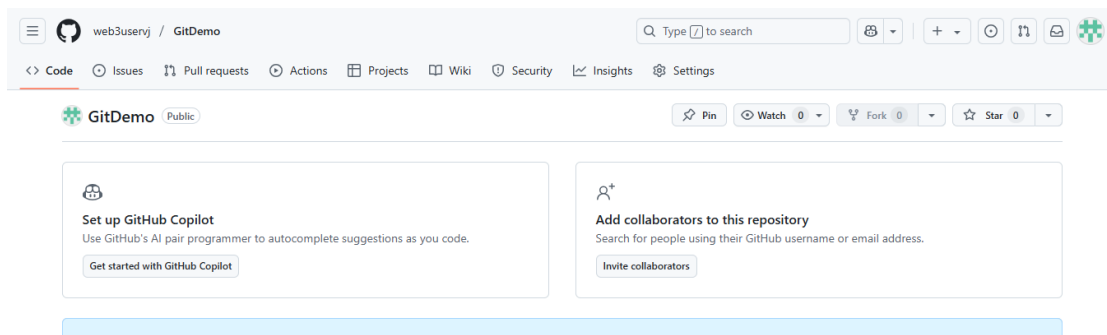 web3uservj / GitDemo
Type / to search
Code Issues Pull requests Actions Projects Wiki Security Insights Settings
GitDemo Public
Pin Watch 0 Fork 0 Star 0
Set up GitHub Copilot
Use GitHub's AI pair programmer to autocomplete suggestions as you code.
Get started with GitHub Copilot
Add collaborators to this repository
Search for people using their GitHub username or email address.
Invite collaborators